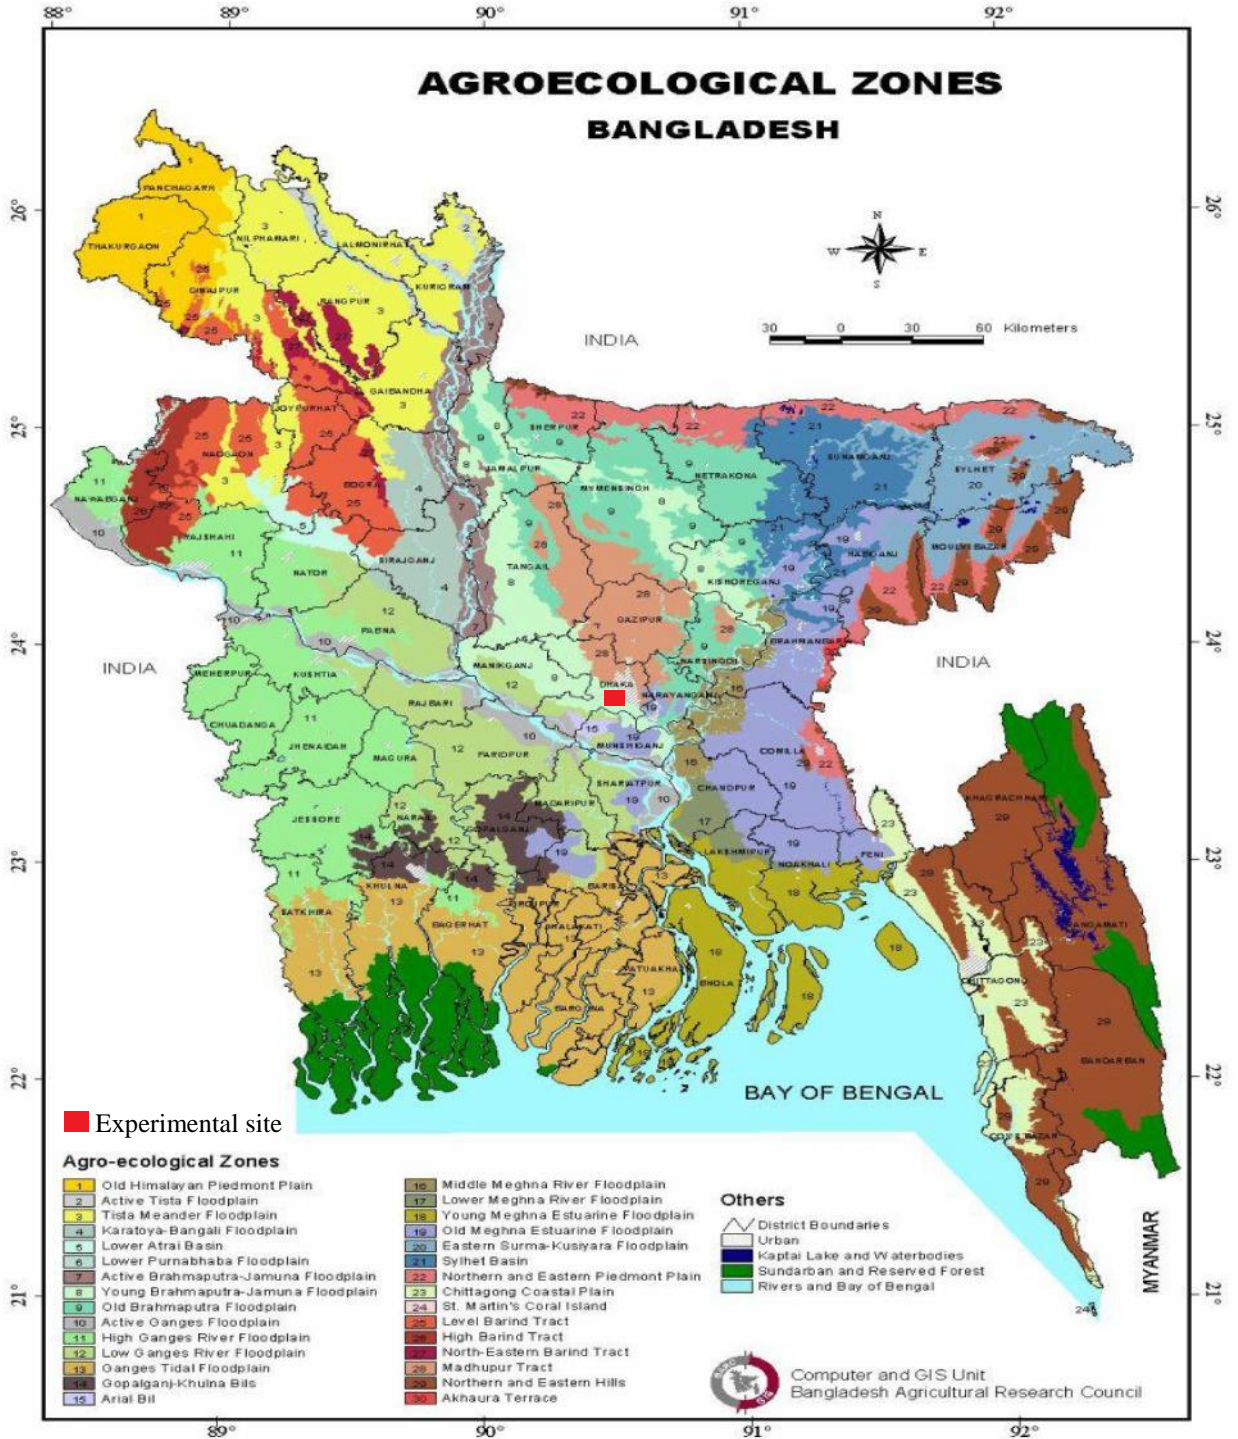 88° 89° 90° 91° 92°
AGROECOLOGICAL ZONES
BANGLADESH
26° 26°
N
W E
S
30 0 30 60 Kilometers
INDIA
PANCHAGARH
THAKURGAON
NILPHAMARI
LALMONIRHAT
DINAJPUR
KURIGRAM
RANGPUR
GAIBANDHA
JOYPURHAT
SHERPUR
25° 25°
NAOGAON
JAMALPUR
NETRAKONA
SUNAMGANJ
SYLHET
BOGRA
MYMENSINGH
NAWABGANJ
RAJSHAHI
SIRAJGANJ
HABIGANJ
MOULVI BAZAR
NATOR
TANGAIL
KISHOREGANJ
PABNA
GAZIPUR
BRAHMANBARIA
24° 24°
INDIA
INDIA
MEHERPUR
KUSHTIA
MANIKGANJ
NARSINGDI
DHAKA
NARAYANGANJ
RAJBARI
CHUADANGA
JHENAIDAH
MAGURA
FARIDPUR
MUNSHIGANJ
COMILLA
SHARIATPUR
CHANDPUR
KHAGRACHHARI
JESSORE
NARAIL
GOPALGANJ
MADARIPUR
LAKSHMIPUR
NOAKHALI
FENI
23° 23°
KHULNA
BARISAL
SATKHIRA
BAGERHAT
PIROJPUR
JHALAKATI
RANGAMATI
PATUAKHALI
BHOLA
CHITTAGONG
BARGUNA
BANDARBAN
22° 22°
BAY OF BENGAL
COX'S BAZAR
Experimental site
Agro-ecological Zones
1 Old Himalayan Piedmont Plain
2 Active Tista Floodplain
3 Tista Meander Floodplain
4 Karatoya-Bangali Floodplain
5 Lower Atrai Basin
6 Lower Purnabhaba Floodplain
7 Active Brahmaputra-Jamuna Floodplain
8 Young Brahmaputra-Jamuna Floodplain
9 Old Brahmaputra Floodplain
10 Active Ganges Floodplain
11 High Ganges River Floodplain
12 Low Ganges River Floodplain
13 Ganges Tidal Floodplain
14 Gopalganj-Khulna Bils
15 Arial Bil
16 Middle Meghna River Floodplain
17 Lower Meghna River Floodplain
18 Young Meghna Estuarine Floodplain
19 Old Meghna Estuarine Floodplain
20 Eastern Surma-Kusiyara Floodplain
21 Sylhet Basin
22 Northern and Eastern Piedmont Plain
23 Chittagong Coastal Plain
24 St. Martin's Coral Island
25 Level Barind Tract
26 High Barind Tract
27 North-Eastern Barind Tract
28 Madhupur Tract
29 Northern and Eastern Hills
30 Akhaura Terrace
Others
District Boundaries
Urban
Kaptai Lake and Waterbodies
Sundarban and Reserved Forest
Rivers and Bay of Bengal
MYANMAR
21° 21°
24
Computer and GIS Unit
Bangladesh Agricultural Research Council
89° 90° 91° 92°